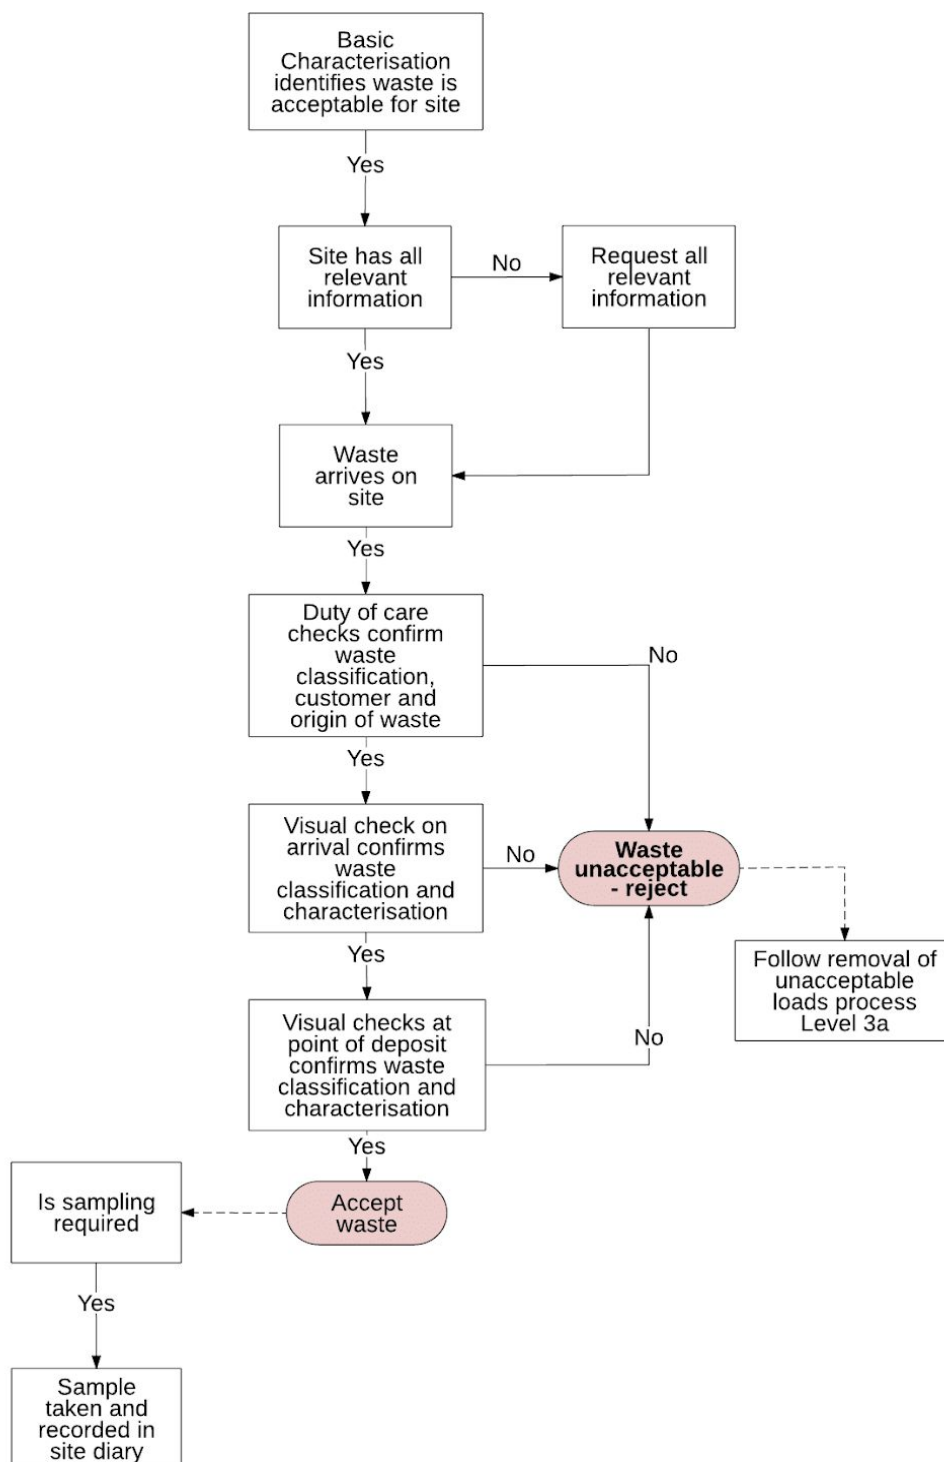 Basic
Characterisation
identifies waste is
acceptable for site
Yes
Site has all
relevant
information
No
Request all
relevant
information
Yes
Waste
arrives on
site
Yes
Duty of care
checks confirm
waste
classification,
customer and
origin of waste
No
Yes
Visual check on
arrival confirms
waste
classification and
characterisation
No
Waste
unacceptable
- reject
Yes
Follow removal of
unacceptable
loads process
Level 3a
Visual checks at
point of deposit
confirms waste
classification and
characterisation
No
Yes
Accept
waste
Is sampling
required
Yes
Sample
taken and
recorded in
site diary